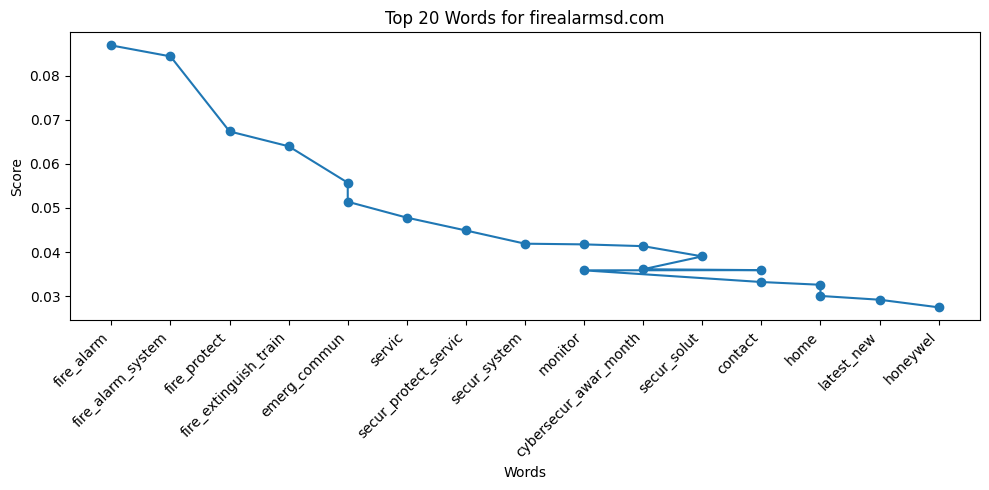 Top 20 Words for firealarmsd.com
Score
0.08
0.07
0.06
0.05
0.04
0.03
fire_alarm
fire_alarm_system
fire_protect
fire_extinguish_train
emerg_commun
servic
secur_protect_servic
secur_system
monitor
cybersecur_awar_month
secur_solut
contact
home
latest_new
honeywel
Words